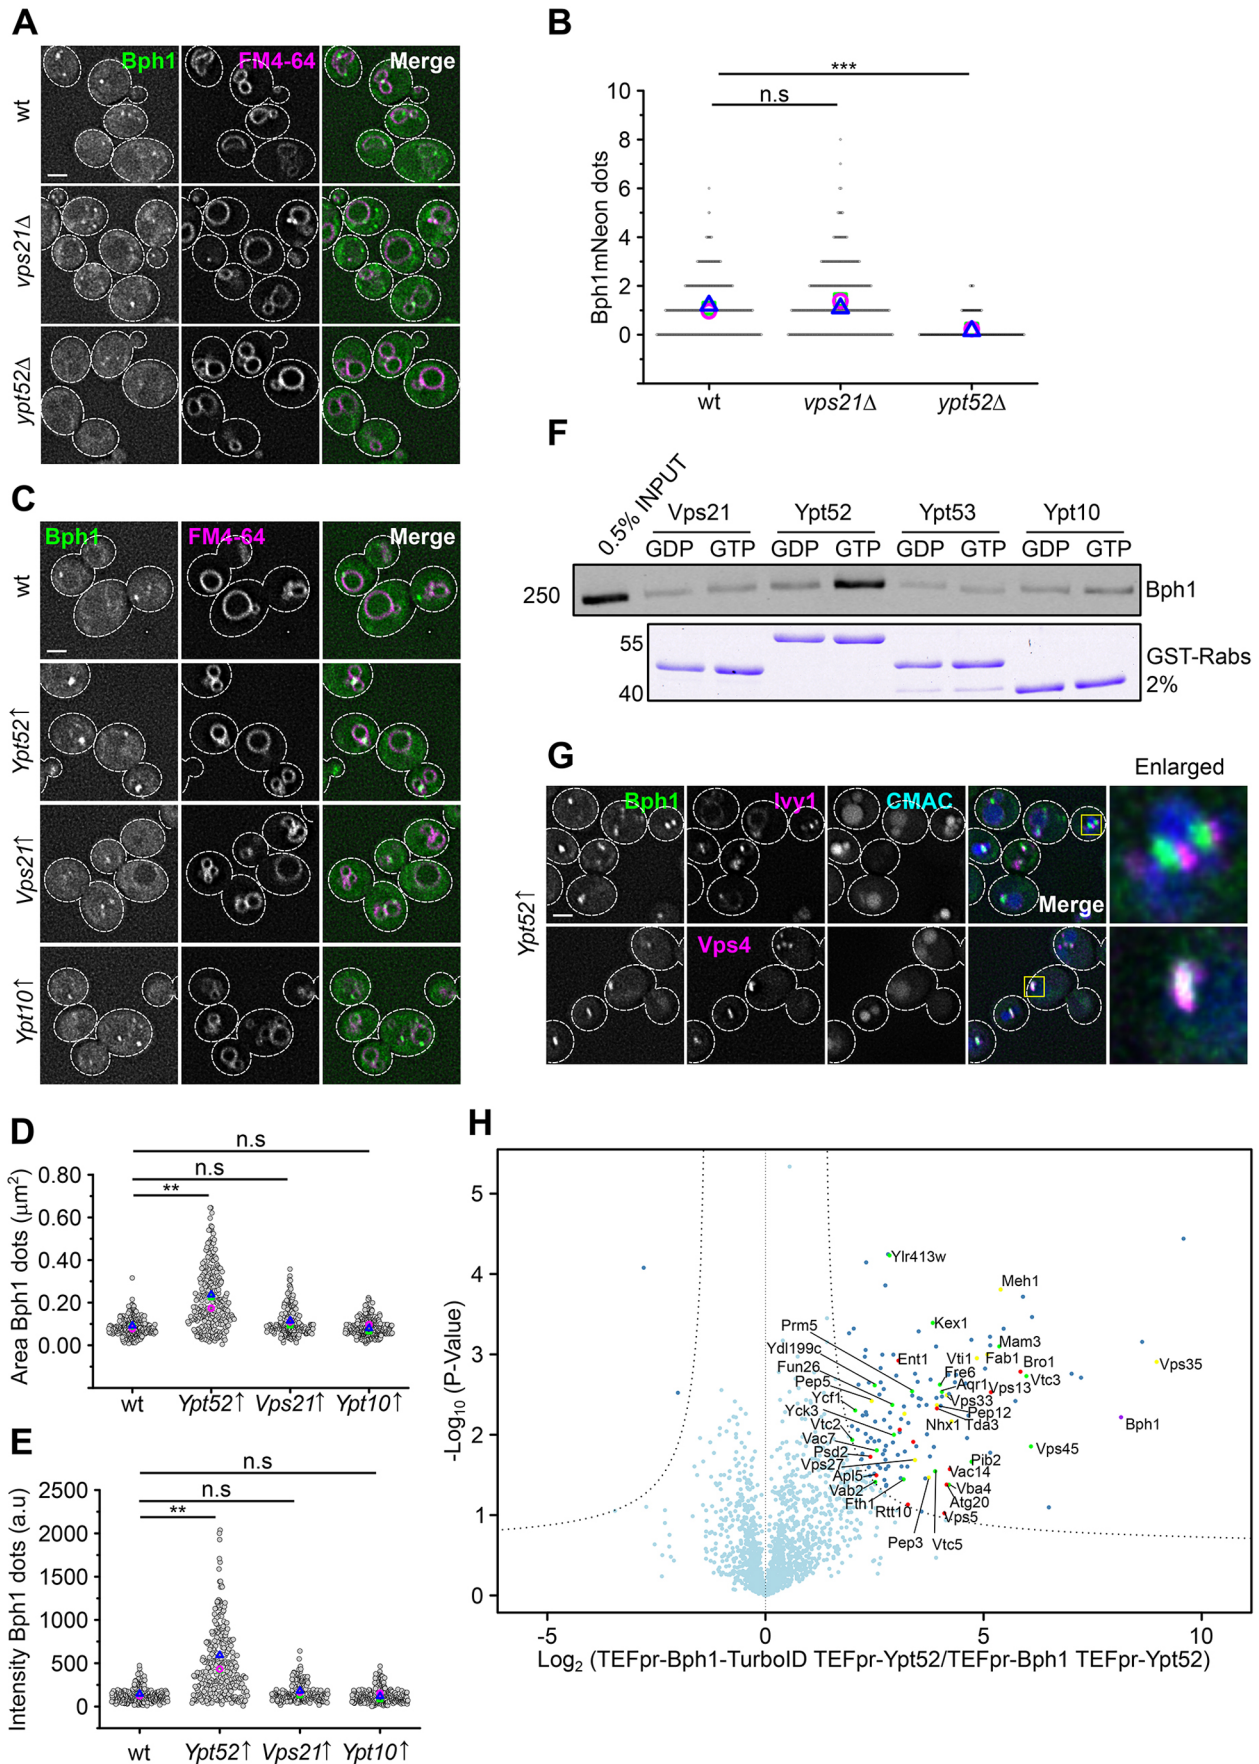 A
Bph1 FM4-64 Merge
wt
vps21Δ
ypt52Δ
B
***
n.s
10
8
6
4
2
0
Bph1mNeon dots
wt vps21Δ ypt52Δ
C
Bph1 FM4-64 Merge
wt
Ypt52↑
Vps21↑
Ypt10↑
F
0.5% INPUT
Vps21 Ypt52 Ypt53 Ypt10
GDP GTP GDP GTP GDP GTP GDP GTP
250 Bph1
55
GST-Rabs
2%
40
G
Enlarged
Bph1 Ivy1 CMAC
Merge
Ypt52↑
Vps4
D
n.s
n.s
**
0.80
0.60
0.40
0.20
0.00
Area Bph1 dots (μm²)
wt Ypt52↑ Vps21↑ Ypt10↑
E
n.s
n.s
**
2500
2000
1500
1000
500
0
Intensity Bph1 dots (a.u)
wt Ypt52↑ Vps21↑ Ypt10↑
H
5
4
3
2
1
0
-Log10 (P-Value)
Ylr413w
Meh1
Prm5
Kex1
Mam3
Ydl199c
Ent1
Vti1
Fab1
Bro1
Vps35
Fun26
Fre6
Vtc3
Pep5
Aqr1
Vps13
Ycf1
Vps33
Yck3
Pep12
Bph1
Vtc2
Nhx1
Tda3
Vac7
Vps45
Psd2
Pib2
Vps27
Vac14
Apl5
Vba4
Vab2
Atg20
Fth1
Rtt10
Vps5
Pep3
Vtc5
-5 0 5 10
Log2 (TEFpr-Bph1-TurboID TEFpr-Ypt52/TEFpr-Bph1 TEFpr-Ypt52)